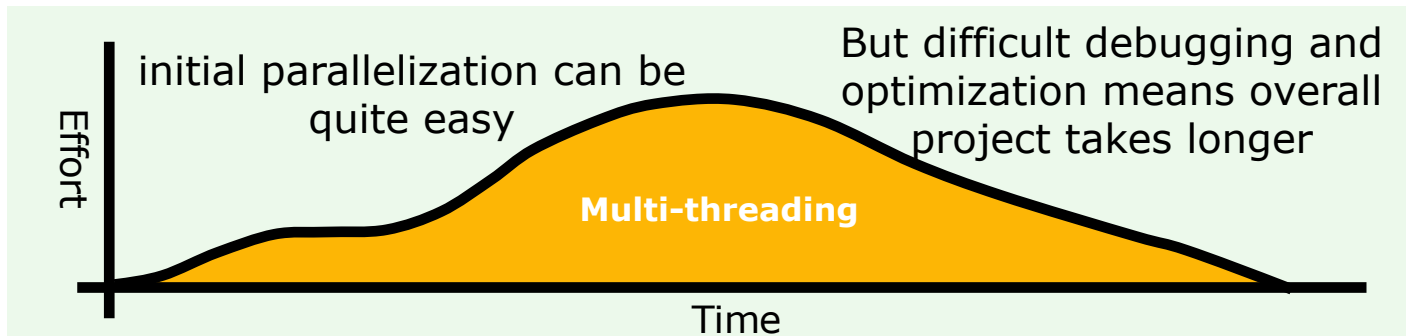 initial parallelization can be
quite easy
But difficult debugging and
optimization means overall
project takes longer
Effort
Multi-threading
Time